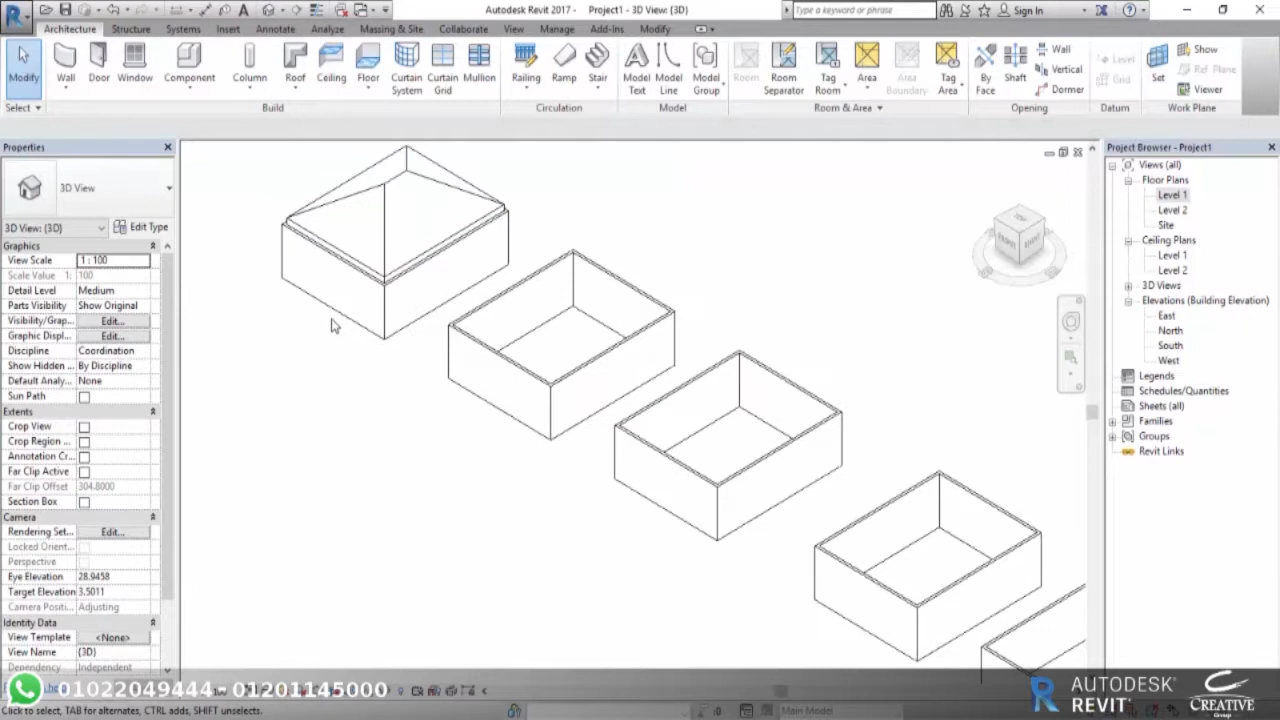 Autodesk Revit 2017 - Project1 - 3D View: {3D}
Type a keyword or phrase
Sign In
Architecture Structure Systems Insert Annotate Analyze Massing & Site Collaborate View Manage Add-Ins Modify
Modify Wall Door Window Component Column Roof Ceiling Floor Curtain System Curtain Grid Mullion Railing Ramp Stair Model Text Model Line Model Group Room Room Separator Tag Room Area Area Boundary Tag Area By Face Shaft Wall Vertical Dormer Level Grid Set Show Ref Plane Viewer
Select Build Circulation Model Room & Area Opening Datum Work Plane
Properties
3D View
3D View: {3D} Edit Type
Graphics
View Scale 1 : 100
Scale Value 1: 100
Detail Level Medium
Parts Visibility Show Original
Visibility/Grap... Edit...
Graphic Displ... Edit...
Discipline Coordination
Show Hidden ... By Discipline
Default Analy... None
Sun Path
Extents
Crop View
Crop Region ...
Annotation Cr...
Far Clip Active
Far Clip Offset 304.8000
Section Box
Camera
Rendering Set... Edit...
Locked Orient...
Perspective
Eye Elevation 28.9458
Target Elevation 3.5011
Camera Positi... Adjusting
Identity Data
View Template <None>
View Name {3D}
Dependency Independent
TOP
FRONT
RIGHT
Project Browser - Project1
Views (all)
Floor Plans
Level 1
Level 2
Site
Ceiling Plans
Level 1
Level 2
3D Views
Elevations (Building Elevation)
East
North
South
West
Legends
Schedules/Quantities
Sheets (all)
Families
Groups
Revit Links
01022049444 - 01201145000
Click to select, TAB for alternates, CTRL adds, SHIFT unselects.
:0
Main Model
AUTODESK®
REVIT®
CREATIVE
Group